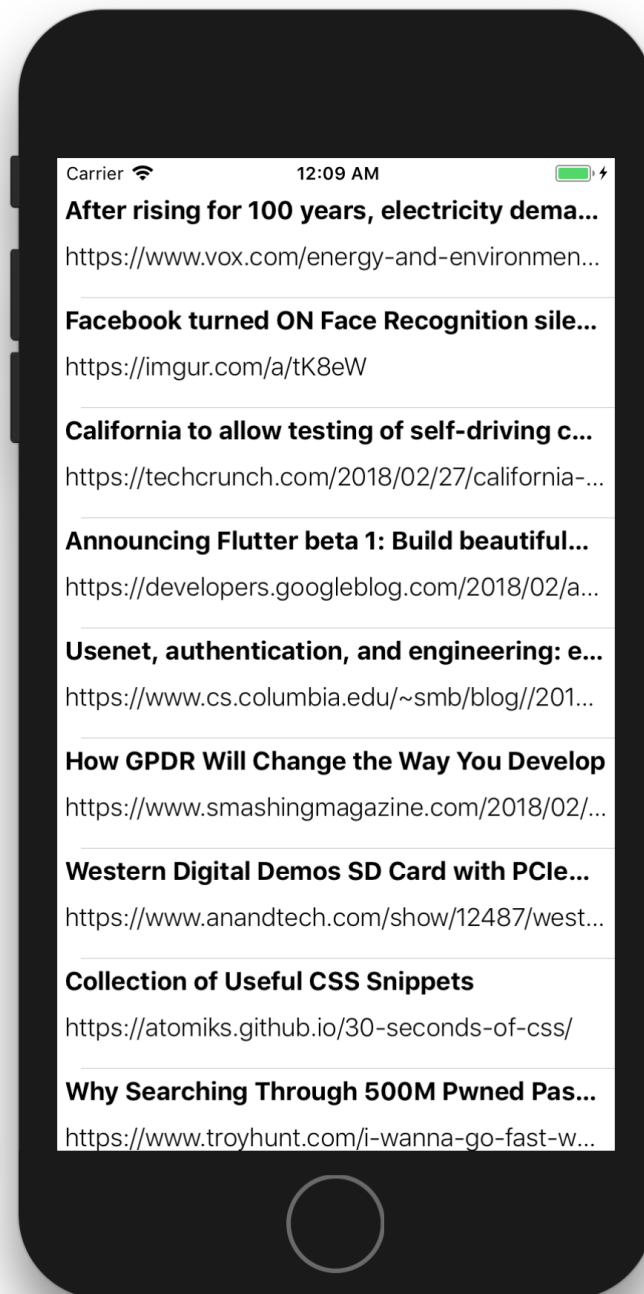 Carrier 12:09 AM
After rising for 100 years, electricity dema...
https://www.vox.com/energy-and-environmen...
Facebook turned ON Face Recognition sile...
https://imgur.com/a/tK8eW
California to allow testing of self-driving c...
https://techcrunch.com/2018/02/27/california-...
Announcing Flutter beta 1: Build beautiful...
https://developers.googleblog.com/2018/02/a...
Usenet, authentication, and engineering: e...
https://www.cs.columbia.edu/~smb/blog//201...
How GPDR Will Change the Way You Develop
https://www.smashingmagazine.com/2018/02/...
Western Digital Demos SD Card with PCIe...
https://www.anandtech.com/show/12487/west...
Collection of Useful CSS Snippets
https://atomiks.github.io/30-seconds-of-css/
Why Searching Through 500M Pwned Pas...
https://www.troyhunt.com/i-wanna-go-fast-w...